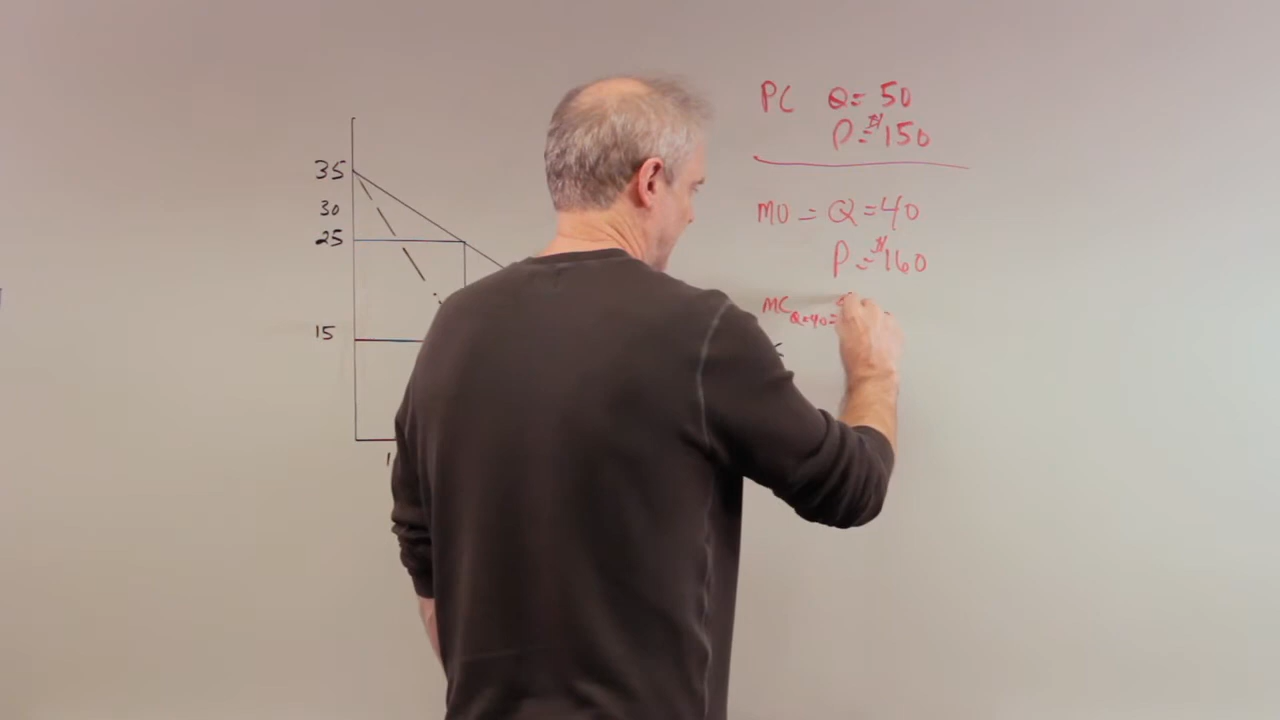 PC Q= 50
P=$150
MO = Q=40
P=$160
MC Q=40=
35
30
25
15